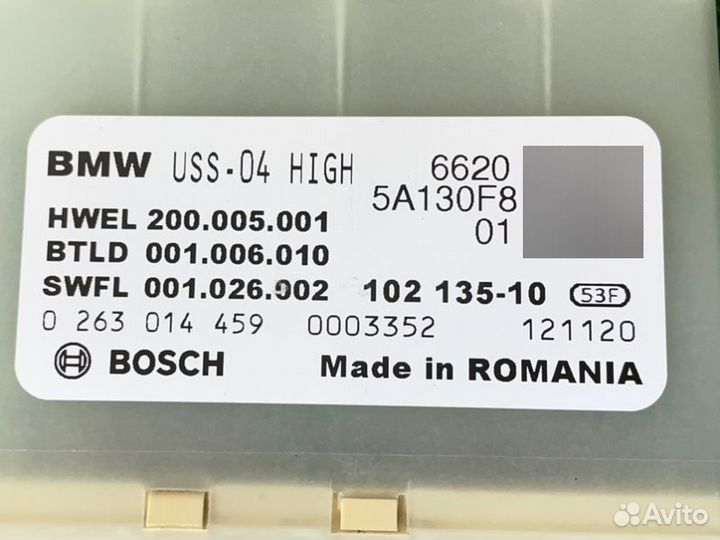 BMW USS-04 HIGH 6620
5A130F8
01
HWEL 200.005.001
BTLD 001.006.010
SWFL 001.026.002 102 135-10 53F
0 263 014 459 0003352 121120
BOSCH Made in ROMANIA
Avito